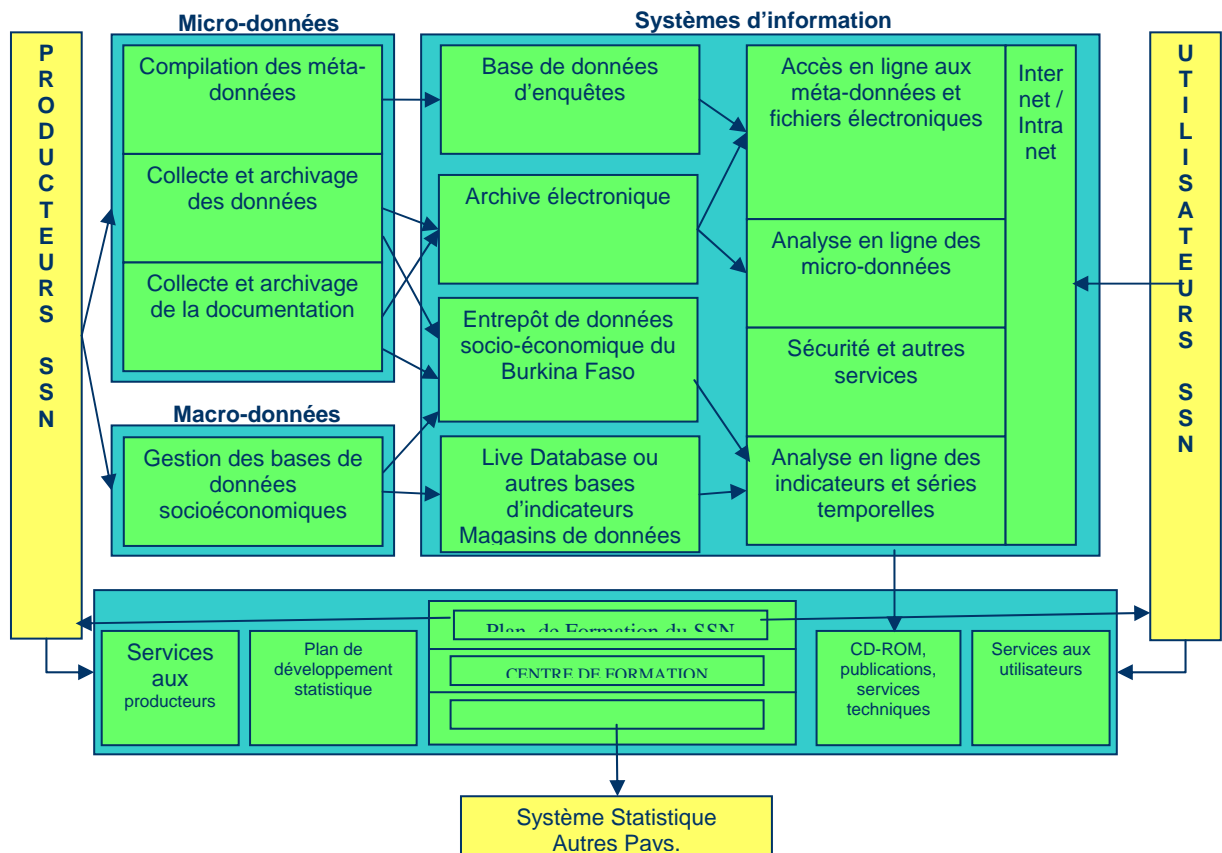 Micro-données
Systèmes d'information
P
R
O
D
U
C
T
E
U
R
S
S
S
N
Compilation des méta-
données
Collecte et archivage
des données
Collecte et archivage
de la documentation
Macro-données
Gestion des bases de
données
socioéconomiques
Base de données
d'enquêtes
Archive électronique
Entrepôt de données
socio-économique du
Burkina Faso
Live Database ou
autres bases
d'indicateurs
Magasins de données
Accès en ligne aux
méta-données et
fichiers électroniques
Analyse en ligne des
micro-données
Sécurité et autres
services
Analyse en ligne des
indicateurs et séries
temporelles
Inter
net /
Intra
net
U
T
I
L
I
S
A
T
E
U
R
S
S
S
N
Services
aux
producteurs
Plan de
développement
statistique
Plan de Formation du SSN
CENTRE DE FORMATION
CD-ROM,
publications,
services
techniques
Services aux
utilisateurs
Système Statistique
Autres Pays.